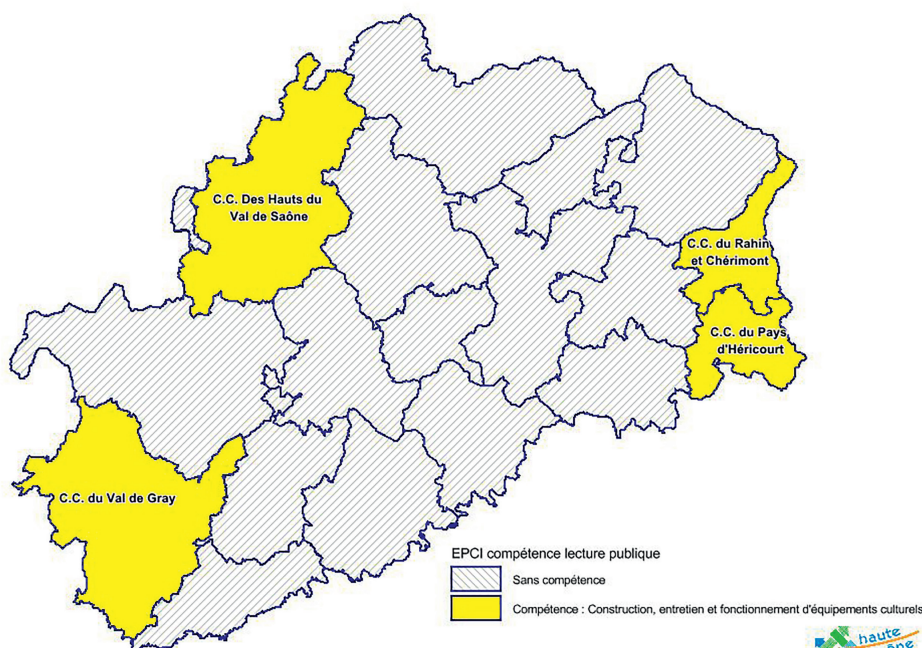 C.C. Des Hauts du
Val de Saône
C.C. du Rahin
et Chérimont
C.C. du Pays
d'Héricourt
C.C. du Val de Gray
EPCI compétence lecture publique
Sans compétence
Compétence : Construction, entretien et fonctionnement d'équipements culturels
haute